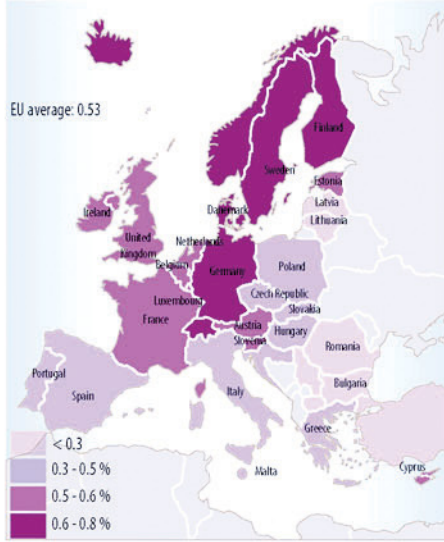 EU average: 0.53
Finland
Sweden
Estonia
Latvia
Lithuania
Ireland
Denmark
United
Kingdom
Netherlands
Belgium
Germany
Poland
Luxembourg
Czech Republic
Slovakia
France
Austria
Hungary
Slovenia
Romania
Portugal
Spain
Italy
Bulgaria
Greece
Malta
Cyprus
< 0.3
0.3 - 0.5 %
0.5 - 0.6 %
0.6 - 0.8 %